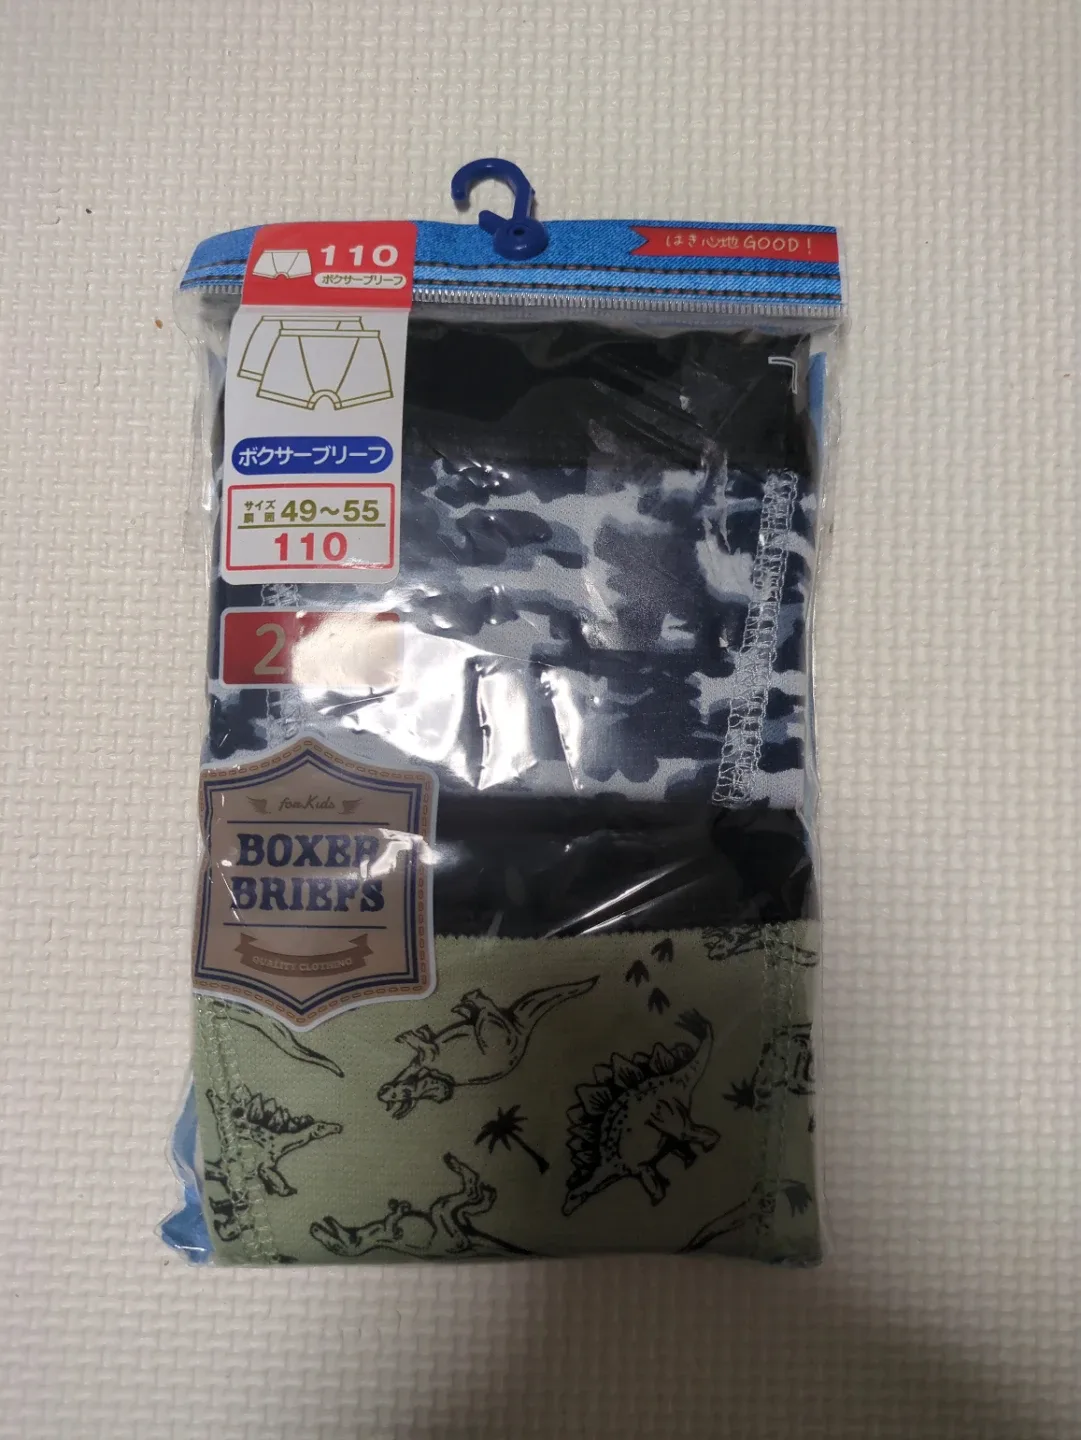 110
ボクサーブリーフ
はき心地GOOD!
ボクサーブリーフ
サイズ
胴囲 49~55
110
2
for Kids
BOXER
BRIEFS
QUALITY CLOTHING